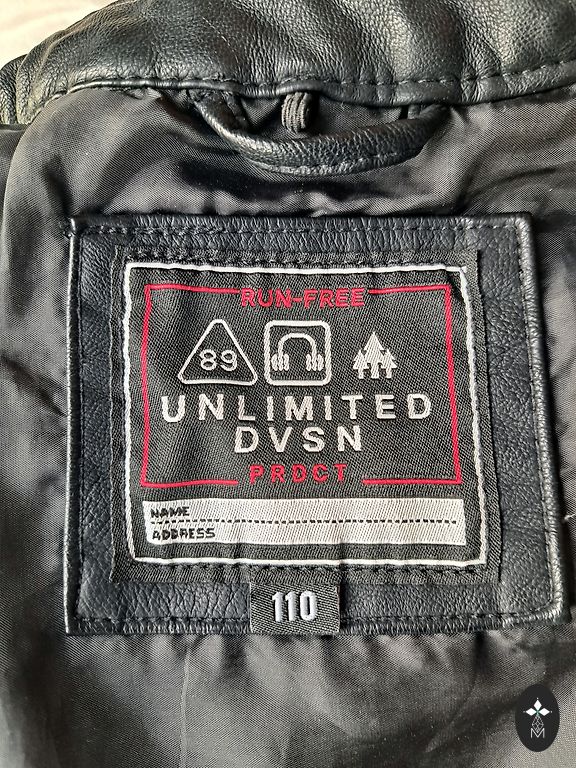 RUN-FREE
89
UNLIMITED
DVSN
PRDCT
NAME
ADDRESS
110
M